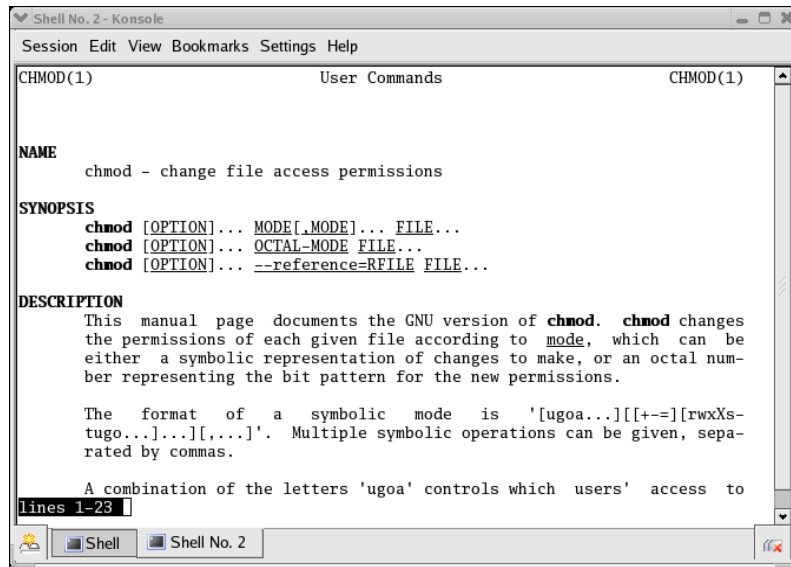 Shell No. 2 - Konsole
Session Edit View Bookmarks Settings Help
CHMOD(1) User Commands CHMOD(1)
NAME
chmod - change file access permissions
SYNOPSIS
chmod [OPTION]... MODE[,MODE]... FILE...
chmod [OPTION]... OCTAL-MODE FILE...
chmod [OPTION]... --reference=RFILE FILE...
DESCRIPTION
This manual page documents the GNU version of chmod. chmod changes
the permissions of each given file according to mode, which can be
either a symbolic representation of changes to make, or an octal num-
ber representing the bit pattern for the new permissions.
The format of a symbolic mode is '[ugoa...][[+-=][rwxXs-
tugo...]...][,...]'. Multiple symbolic operations can be given, sepa-
rated by commas.
A combination of the letters 'ugoa' controls which users' access to
lines 1-23
Shell Shell No. 2